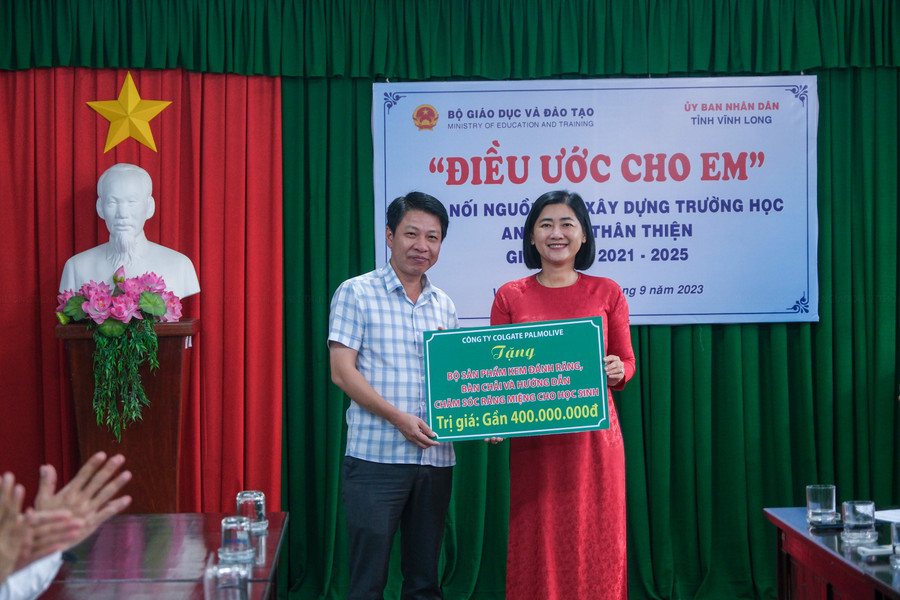 BỘ GIÁO DỤC VÀ ĐÀO TẠO
MINISTRY OF EDUCATION AND TRAINING
ỦY BAN NHÂN DÂN
TỈNH VĨNH LONG
“ĐIỀU ƯỚC CHO EM”
NỐI NGUỒ XÂY DỰNG TRƯỜNG HỌC
AN THÂN THIỆN
GI 2021 - 2025
g 9 năm 2023
CÔNG TY COLGATE PALMOLIVE
Tặng
BỘ SẢN PHẨM KEM ĐÁNH RĂNG,
BÀN CHẢI VÀ HƯỚNG DẪN
CHĂM SÓC RĂNG MIỆNG CHO HỌC SINH
Trị giá: Gần 400.000.000đ